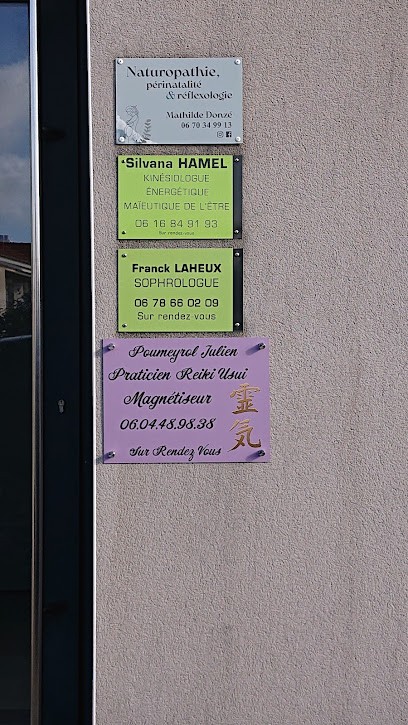 Naturopathie,
périnatalité
& réflexologie
Mathilde Donzé
06 70 34 99 13
Silvana HAMEL
KINÉSIOLOGUE
ÉNERGÉTIQUE
MAÏEUTIQUE DE L'ÊTRE
06 16 84 91 93
Sur rendez-vous
Franck LAHEUX
SOPHROLOGUE
06 78 66 02 09
Sur rendez-vous
Poumeyrol Julien
Praticien Reiki Usui
Magnétiseur
06.04.48.98.38
Sur Rendez Vous
靈
気